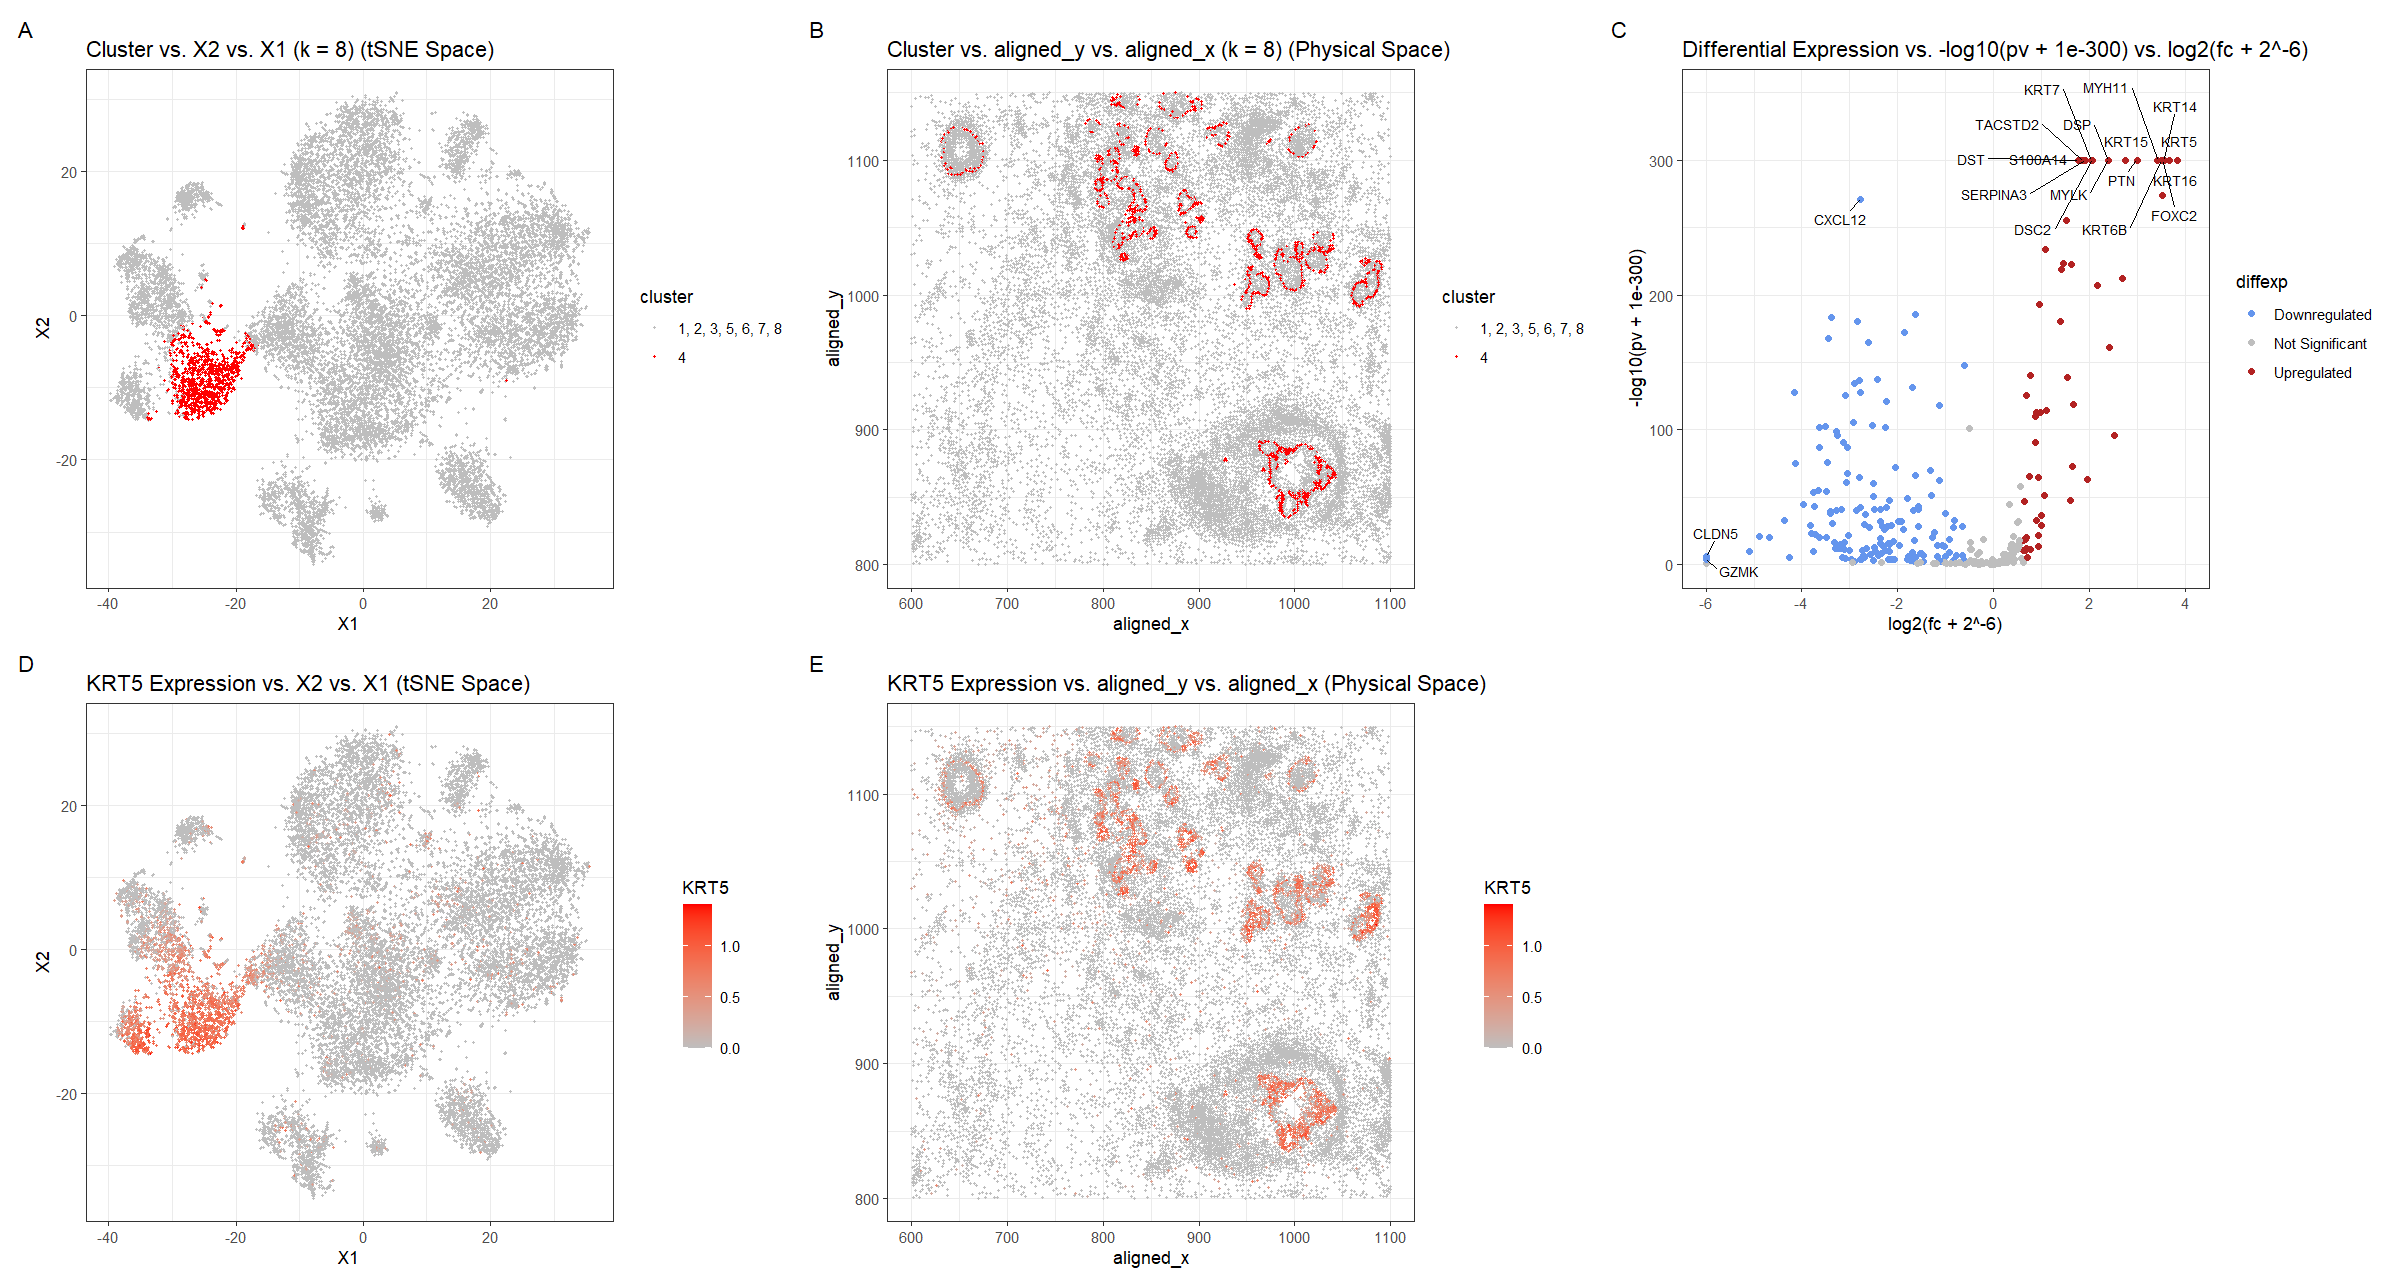 A
Cluster vs. X2 vs. X1 (k = 8) (tSNE Space)
20
0
-20
X2
-40
-20
0
20
X1
cluster
1, 2, 3, 5, 6, 7, 8
4
B
Cluster vs. aligned_y vs. aligned_x (k = 8) (Physical Space)
1100
1000
900
800
aligned_y
600
700
800
900
1000
1100
aligned_x
cluster
1, 2, 3, 5, 6, 7, 8
4
C
Differential Expression vs. -log10(pv + 1e-300) vs. log2(fc + 2^-6)
300
200
100
0
-log10(pv + 1e-300)
KRT7
MYH11
KRT14
TACSTD2
DSP
KRT15
KRT5
DST
S100A14
SERPINA3
MYLK
PTN
KRT16
CXCL12
DSC2
KRT6B
FOXC2
CLDN5
GZMK
-6
-4
-2
0
2
4
log2(fc + 2^-6)
diffexp
Downregulated
Not Significant
Upregulated
D
KRT5 Expression vs. X2 vs. X1 (tSNE Space)
20
0
-20
X2
-40
-20
0
20
X1
KRT5
1.0
0.5
0.0
E
KRT5 Expression vs. aligned_y vs. aligned_x (Physical Space)
1100
1000
900
800
aligned_y
600
700
800
900
1000
1100
aligned_x
KRT5
1.0
0.5
0.0